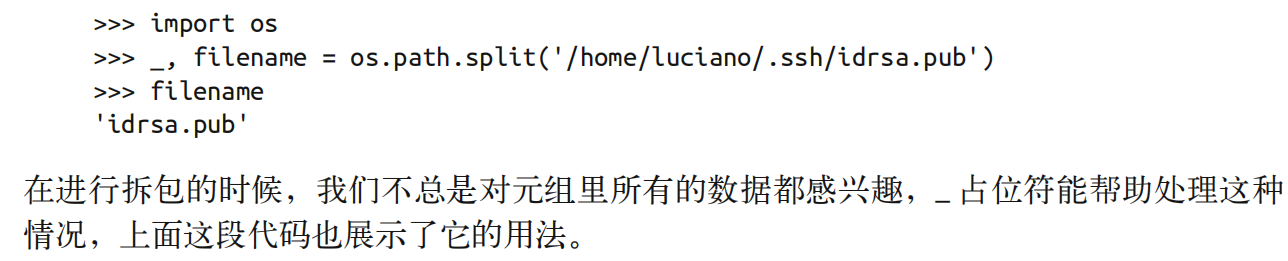 >>> import os
>>> _, filename = os.path.split('/home/luciano/.ssh/idrsa.pub')
>>> filename
'idrsa.pub'
在进行拆包的时候，我们不总是对元组里所有的数据都感兴趣，_ 占位符能帮助处理这种
情况，上面这段代码也展示了它的用法。